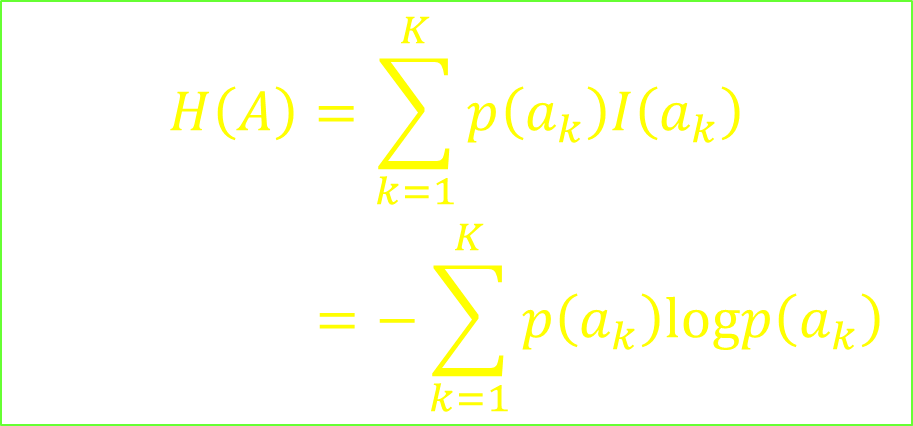 H(A) = ∑_{k=1}^{K} p(a_k)I(a_k)
= − ∑_{k=1}^{K} p(a_k)logp(a_k)